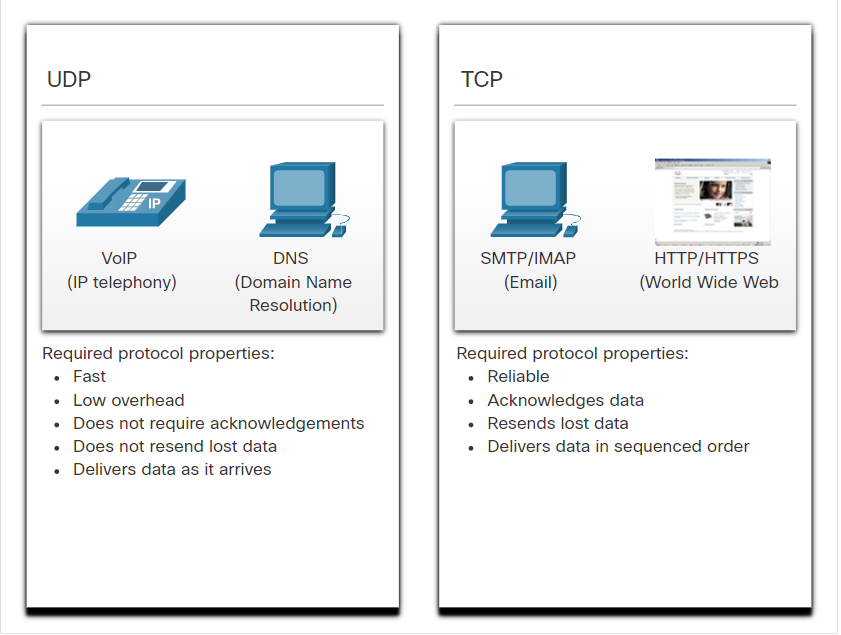 UDP
IP
VoIP
(IP telephony)
DNS
(Domain Name
Resolution)
Required protocol properties:
Fast
Low overhead
Does not require acknowledgements
Does not resend lost data
Delivers data as it arrives
TCP
SMTP/IMAP
(Email)
HTTP/HTTPS
(World Wide Web
Required protocol properties:
Reliable
Acknowledges data
Resends lost data
Delivers data in sequenced order